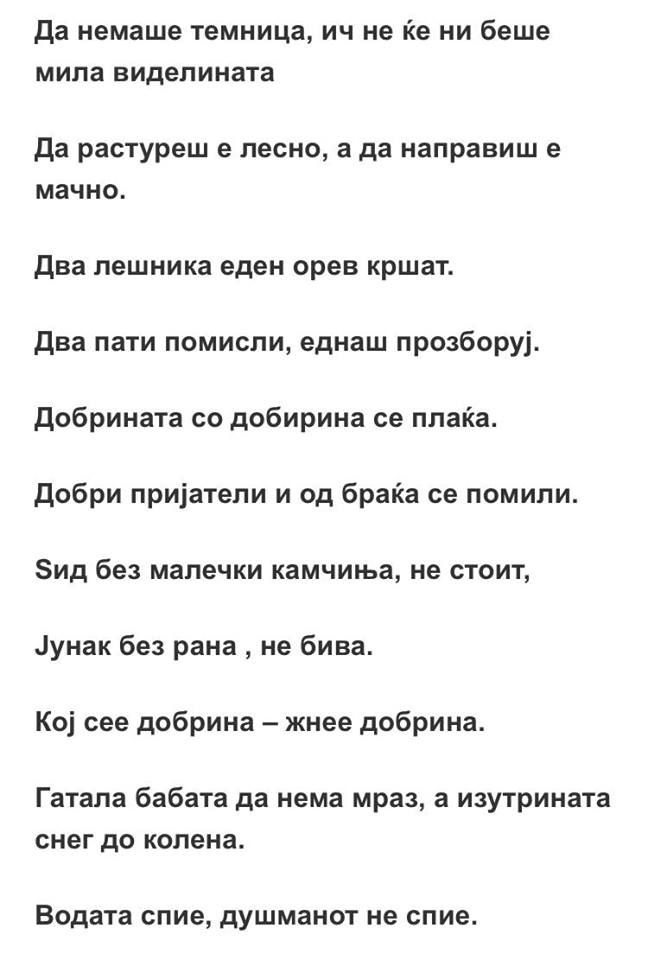 Да немаше темница, ич не ќе ни беше
мила виделината
Да растуреш е лесно, а да направиш е
мачно.
Два лешника еден орев кршат.
Два пати помисли, еднаш прозборуј.
Добрината со добирина се плаќа.
Добри пријатели и од браќа се помили.
Ѕид без малечки камчиња, не стоит,
Јунак без рана , не бива.
Кој сее добрина – жнее добрина.
Гатала бабата да нема мраз, а изутрината
снег до колена.
Водата спие, душманот не спие.